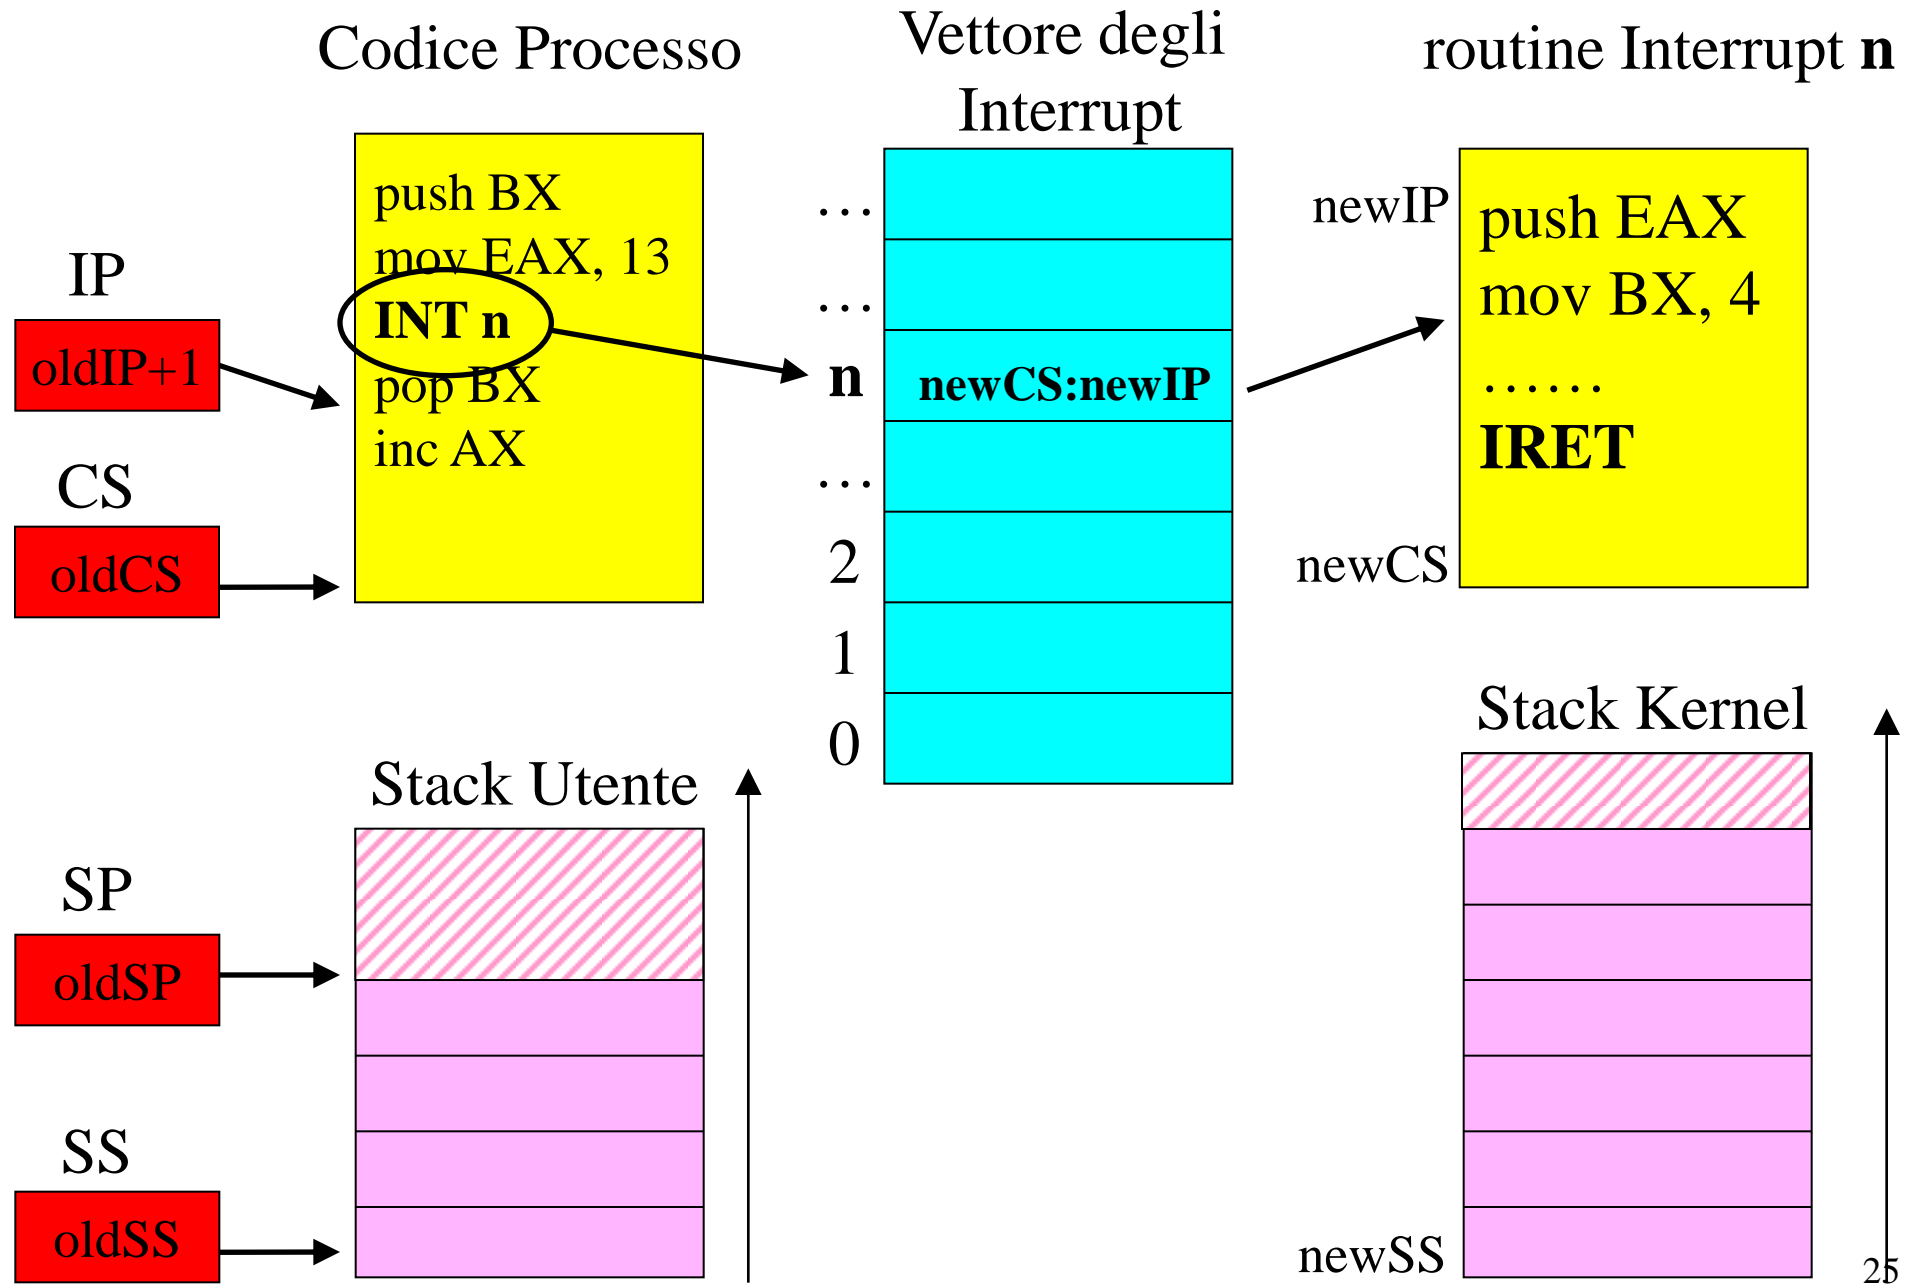 Codice Processo
Vettore degli
Interrupt
routine Interrupt n
push BX
mov EAX, 13
INT n
pop BX
inc AX
IP
oldIP+1
CS
oldCS
…
…
n
newCS:newIP
…
2
1
0
newIP
push EAX
mov BX, 4
……
IRET
newCS
Stack Utente
SP
oldSP
SS
oldSS
Stack Kernel
newSS
25